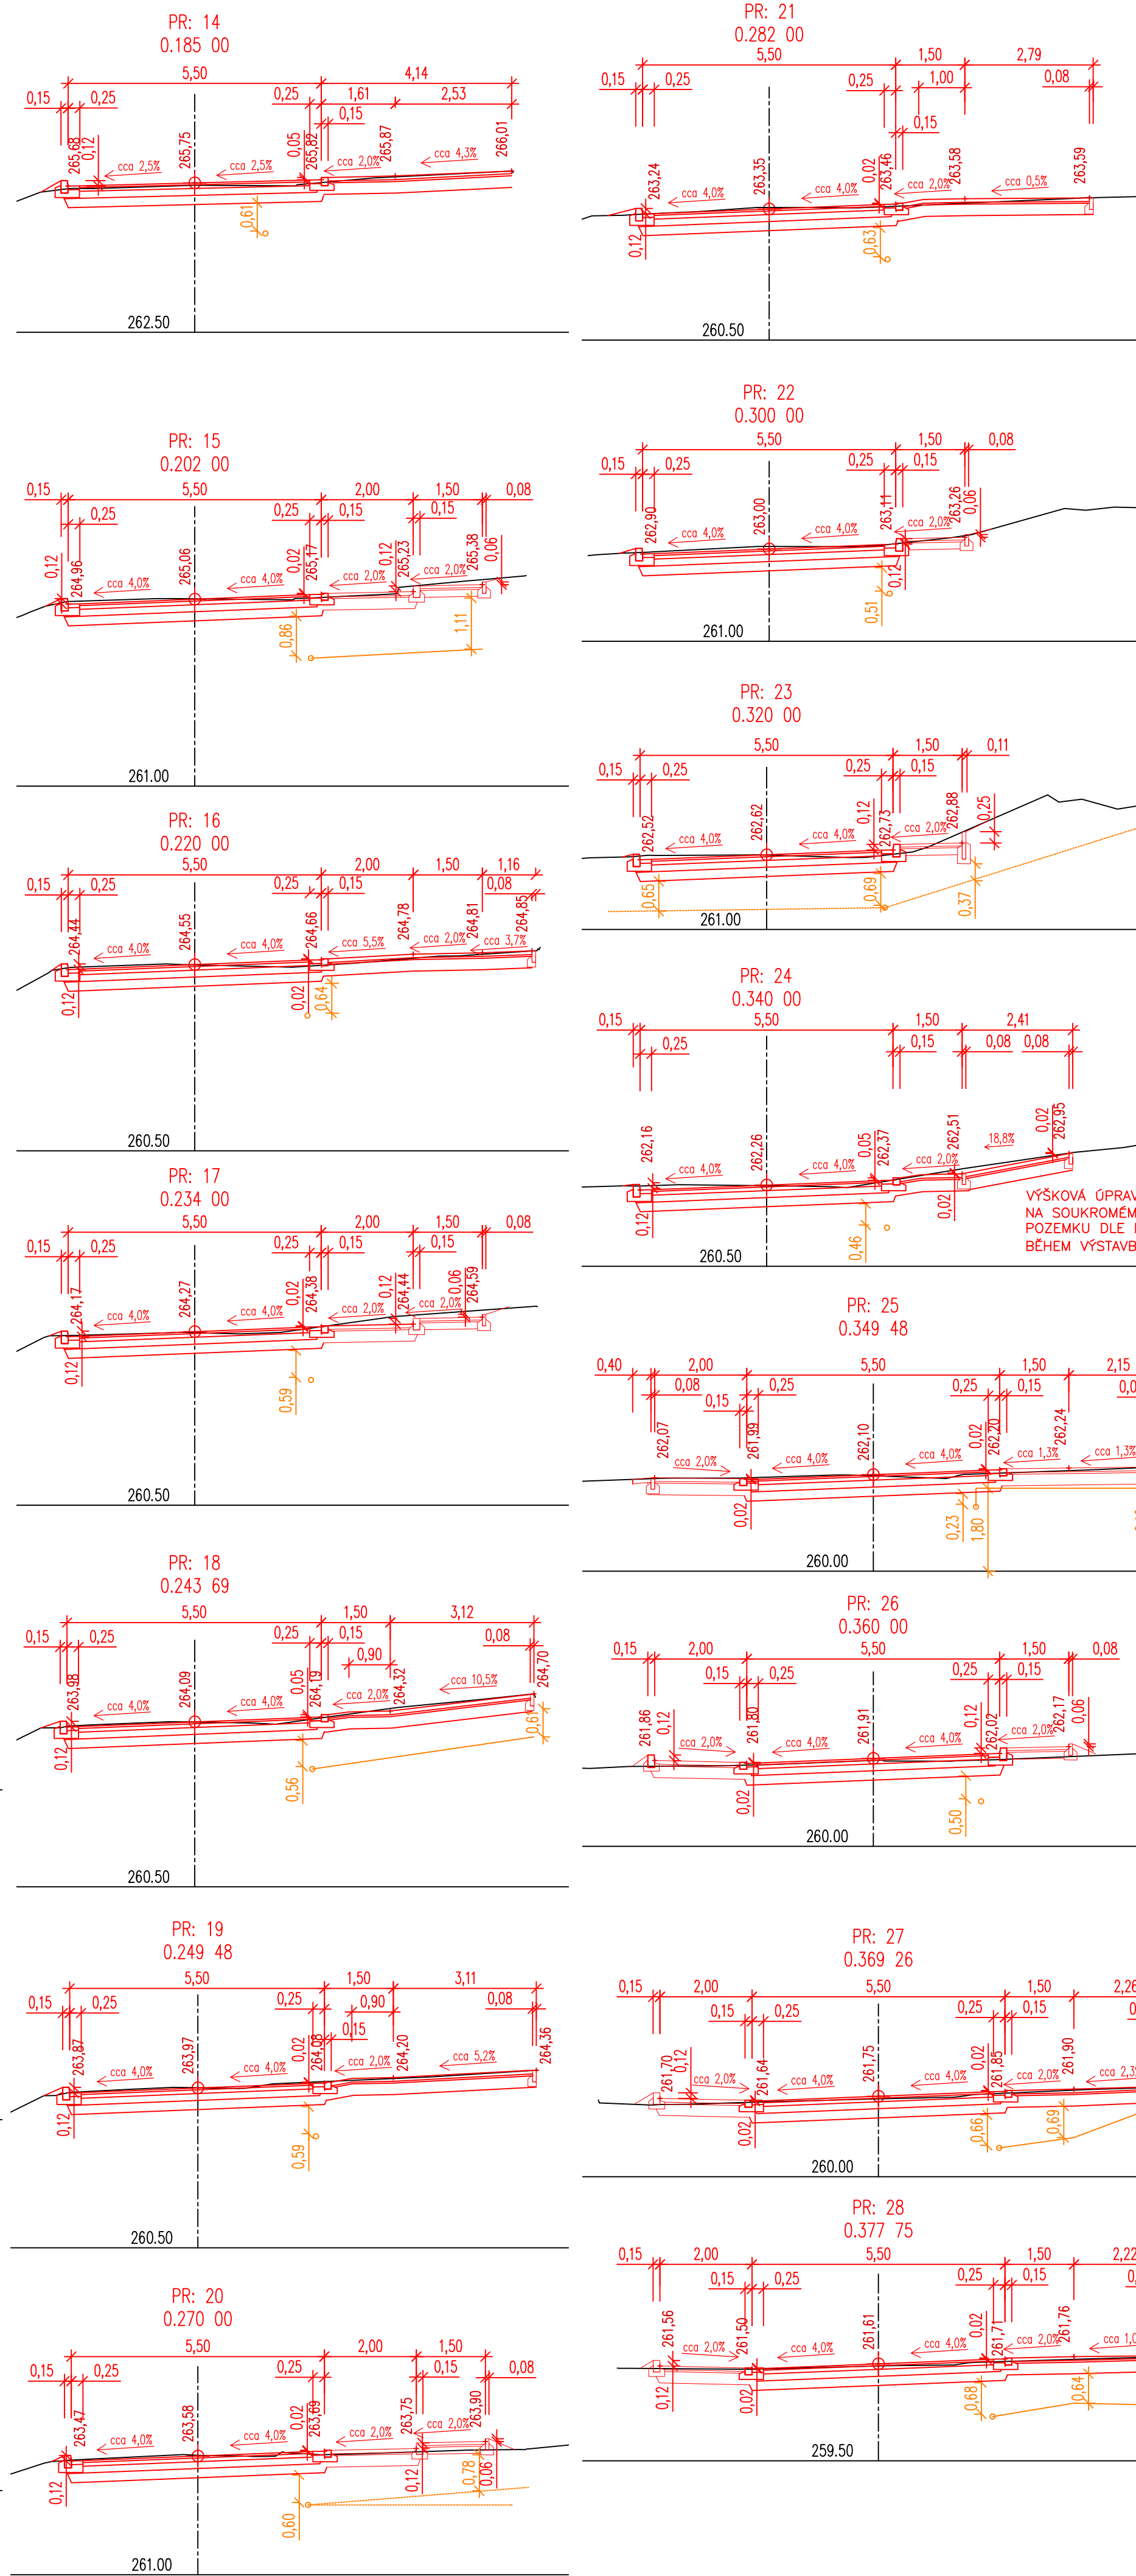 PR: 14
0.185 00
5,50 4,14
0,15 0,25 0,25 1,61 2,53
0,15
265,68 0,12 265,75 0,05 265,82 265,87 266,01
cca 2,5% cca 2,5% cca 2,0% cca 4,3%
0,61
262.50
PR: 15
0.202 00
0,15 5,50 2,00 1,50 0,08
0,25 0,25 0,15 0,15
0,12 264,96 265,06 0,02 265,17 0,12 265,23 265,38 0,06
cca 4,0% cca 4,0% cca 2,0% cca 2,0%
0,86 1,11
261.00
PR: 16
0.220 00
5,50 2,00 1,50 1,16
0,15 0,25 0,25 0,15 0,08
264,44 264,55 264,66 264,78 264,81 264,85
cca 4,0% cca 4,0% cca 5,5% cca 2,0% cca 3,7%
0,12 0,02 0,64
260.50
PR: 17
0.234 00
5,50 2,00 1,50 0,08
0,15 0,25 0,25 0,15 0,15
264,17 264,27 0,02 264,38 0,12 264,44 0,06 264,59
cca 4,0% cca 4,0% cca 2,0% cca 2,0%
0,12 0,59
260.50
PR: 18
0.243 69
5,50 1,50 3,12
0,15 0,25 0,25 0,15 0,08
0,90
263,98 264,09 0,05 264,19 264,32 264,70
cca 4,0% cca 4,0% cca 2,0% cca 10,5%
0,12 0,56 0,61
260.50
PR: 19
0.249 48
5,50 1,50 3,11
0,15 0,25 0,25 0,90 0,08
0,15
263,87 263,97 0,02 264,08 264,20 264,36
cca 4,0% cca 4,0% cca 2,0% cca 5,2%
0,12 0,59
260.50
PR: 20
0.270 00
5,50 2,00 1,50
0,15 0,25 0,25 0,15 0,08
263,47 263,58 0,02 263,69 263,75 263,90
cca 4,0% cca 4,0% cca 2,0% cca 2,0%
0,12 0,60 0,12 0,78 0,06
261.00
PR: 21
0.282 00
5,50 1,50 2,79
0,15 0,25 0,25 1,00 0,08
0,15
263,24 263,35 0,02 263,46 263,58 263,59
cca 4,0% cca 4,0% cca 2,0% cca 0,5%
0,12 0,63
260.50
PR: 22
0.300 00
5,50 1,50 0,08
0,15 0,25 0,25 0,15
262,90 263,00 263,11 263,26 0,06
cca 4,0% cca 4,0% cca 2,0%
0,51 0,12
261.00
PR: 23
0.320 00
5,50 1,50 0,11
0,15 0,25 0,25 0,15
262,52 262,62 0,12 262,73 262,88 0,25
cca 4,0% cca 4,0% cca 2,0%
0,65 0,69 0,37
261.00
PR: 24
0.340 00
0,15 5,50 1,50 2,41
0,25 0,15 0,08 0,08
262,16 262,26 0,05 262,37 262,51 0,02 262,95
cca 4,0% cca 4,0% cca 2,0% 18,8%
0,12 0,46 0,02
VÝŠKOVÁ ÚPRAV
NA SOUKROMÉM
POZEMKU DLE
BĚHEM VÝSTAVB
260.50
PR: 25
0.349 48
0,40 2,00 5,50 1,50 2,15
0,08 0,25 0,25 0,15
0,15
262,07 261,99 262,10 0,02 262,20 262,24
cca 2,0% cca 4,0% cca 4,0% cca 1,3% cca 1,3%
0,02 0,23 1,80
260.00
PR: 26
0.360 00
0,15 2,00 5,50 1,50 0,08
0,15 0,25 0,25 0,15
261,86 0,12 261,80 261,91 0,12 262,02 262,17 0,06
cca 2,0% cca 4,0% cca 4,0% cca 2,0%
0,02 0,50
260.00
PR: 27
0.369 26
0,15 2,00 5,50 1,50 2,26
0,15 0,25 0,25 0,15
261,70 0,12 261,64 261,75 0,02 261,85 261,90
cca 2,0% cca 4,0% cca 4,0% cca 2,0%
0,02 0,66 0,69
260.00
PR: 28
0.377 75
0,15 2,00 5,50 1,50 2,22
0,15 0,25 0,25 0,15
261,56 261,50 261,61 0,02 261,71 261,76
cca 2,0% cca 4,0% cca 4,0% cca 2,0%
0,12 0,02 0,68 0,64
259.50